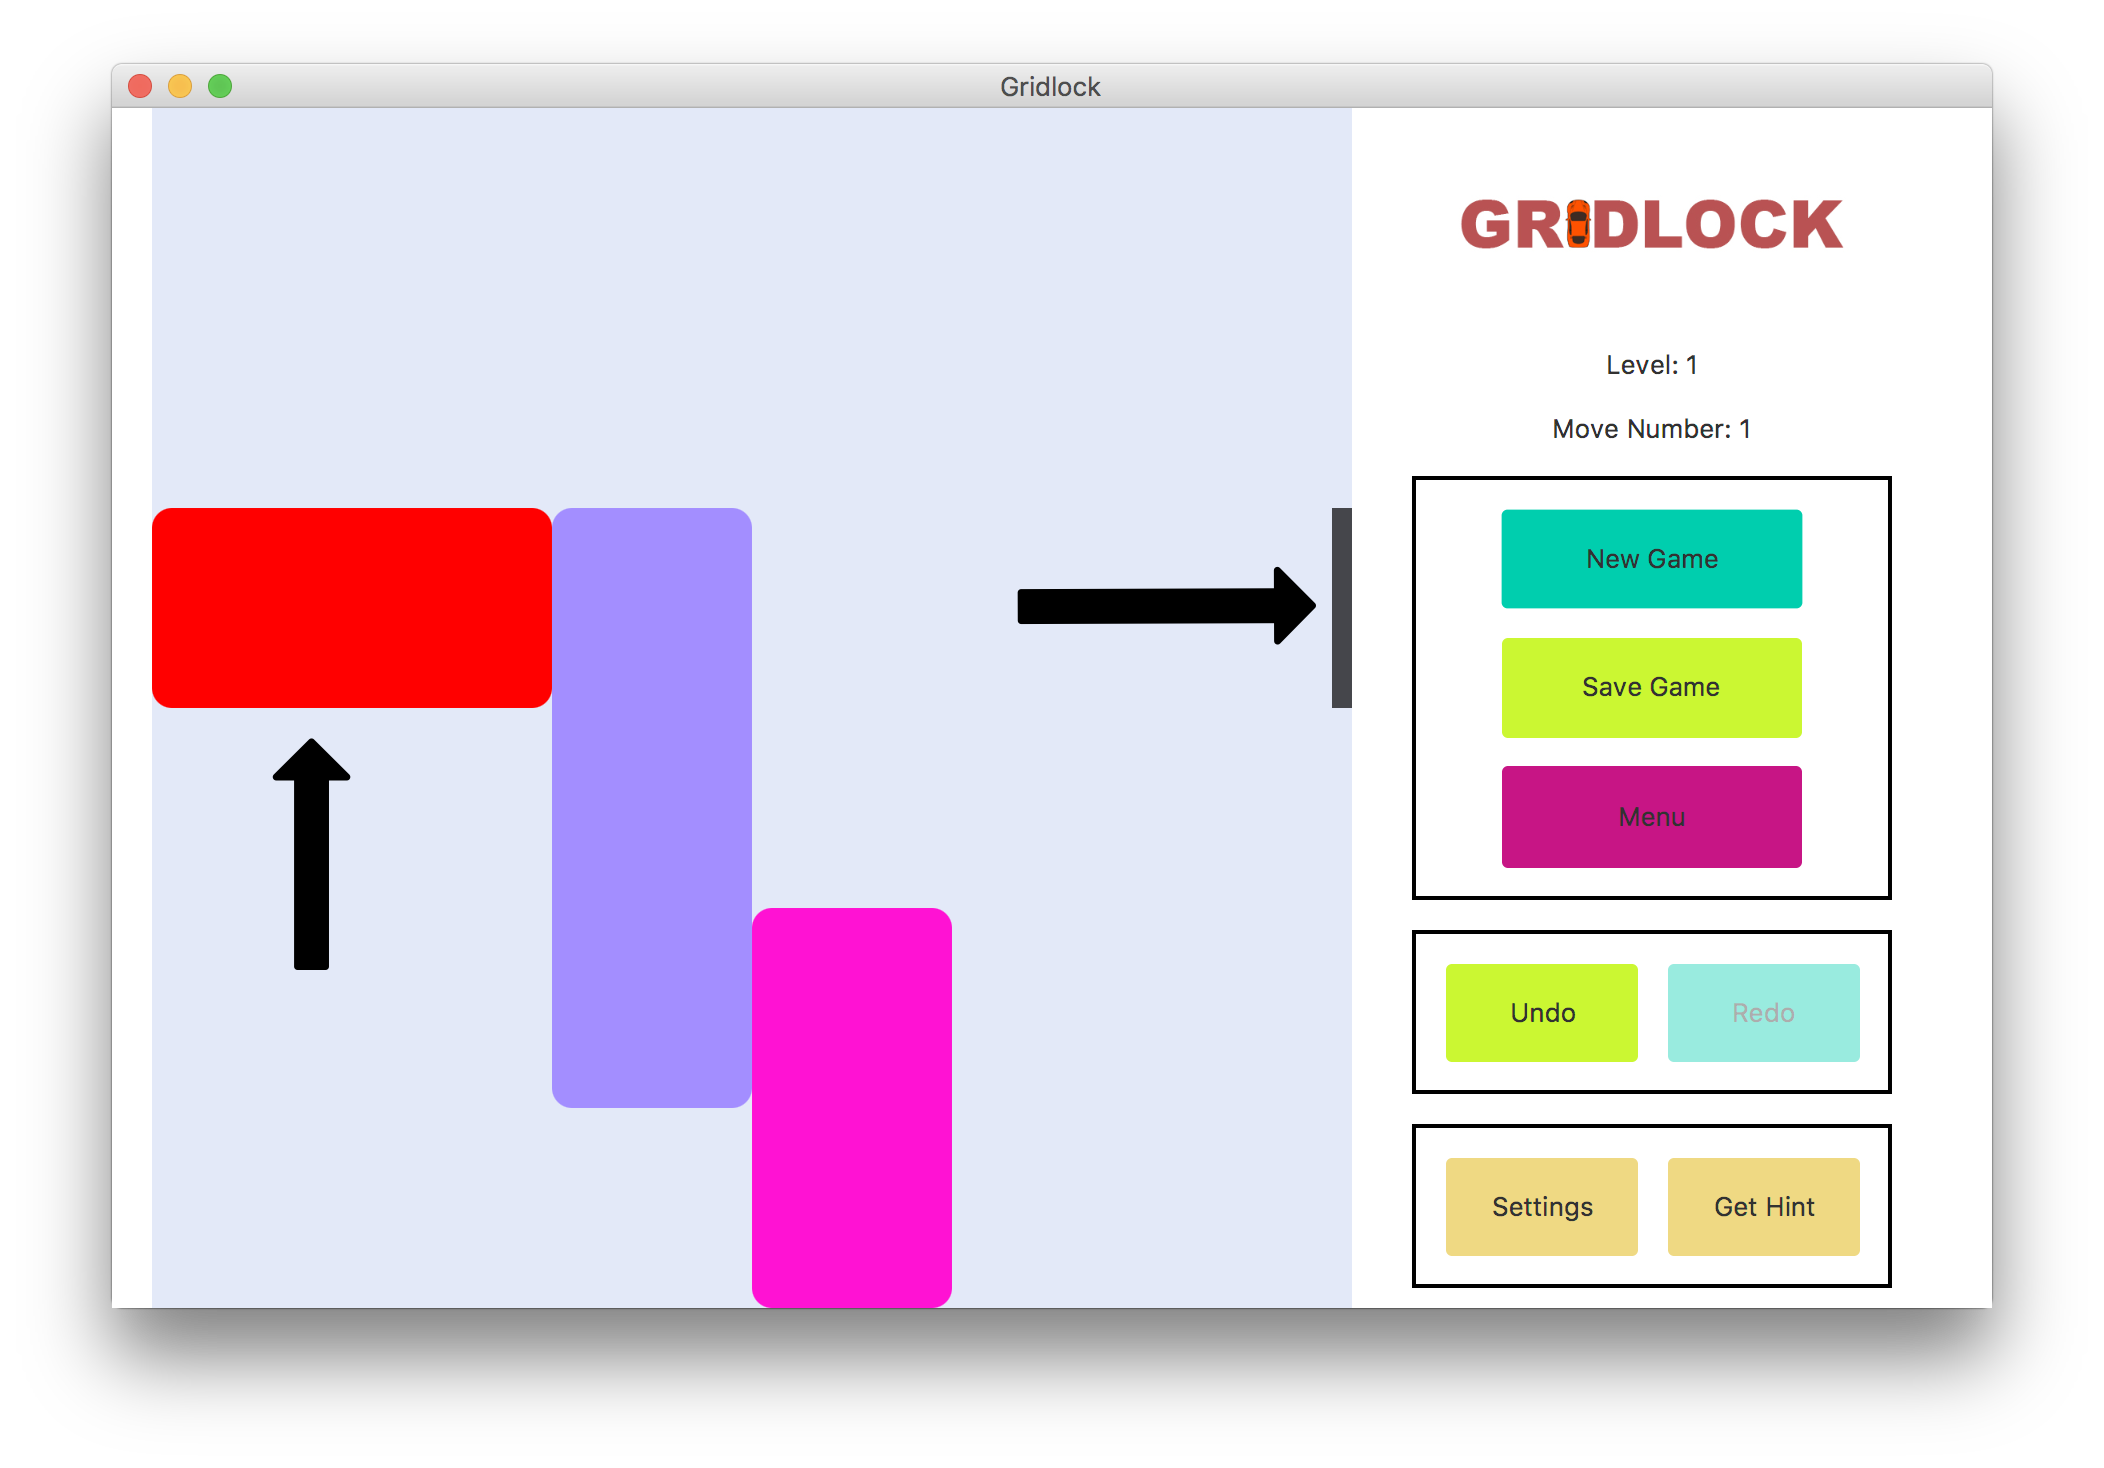 Gridlock
GRIDLOCK
Level: 1
Move Number: 1
New Game
Save Game
Menu
Undo
Redo
Settings
Get Hint